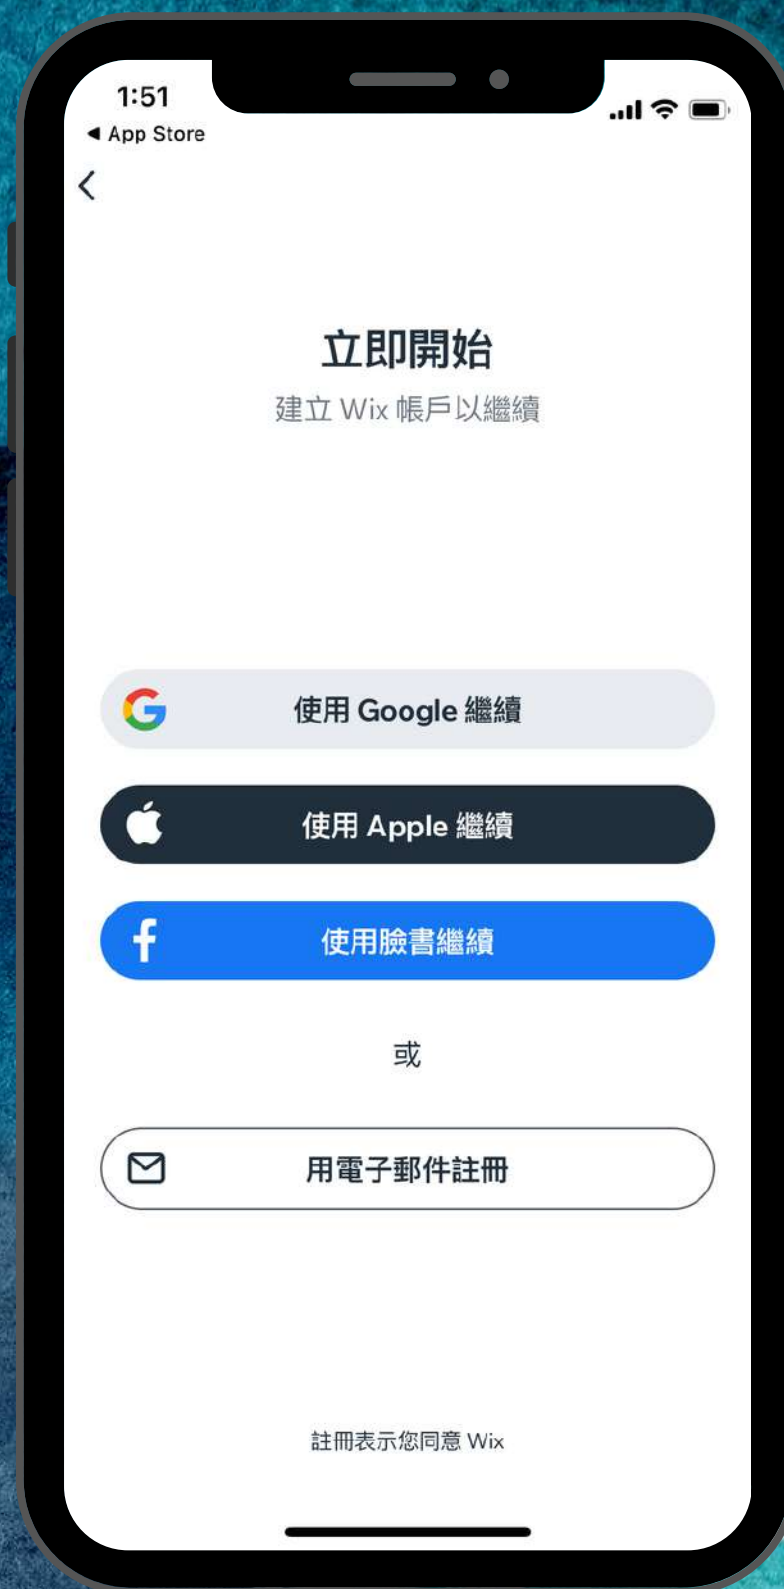 1:51
App Store
立即開始
建立 Wix 帳戶以繼續
使用 Google 繼續
使用 Apple 繼續
使用臉書繼續
或
用電子郵件註冊
註冊表示您同意 Wix